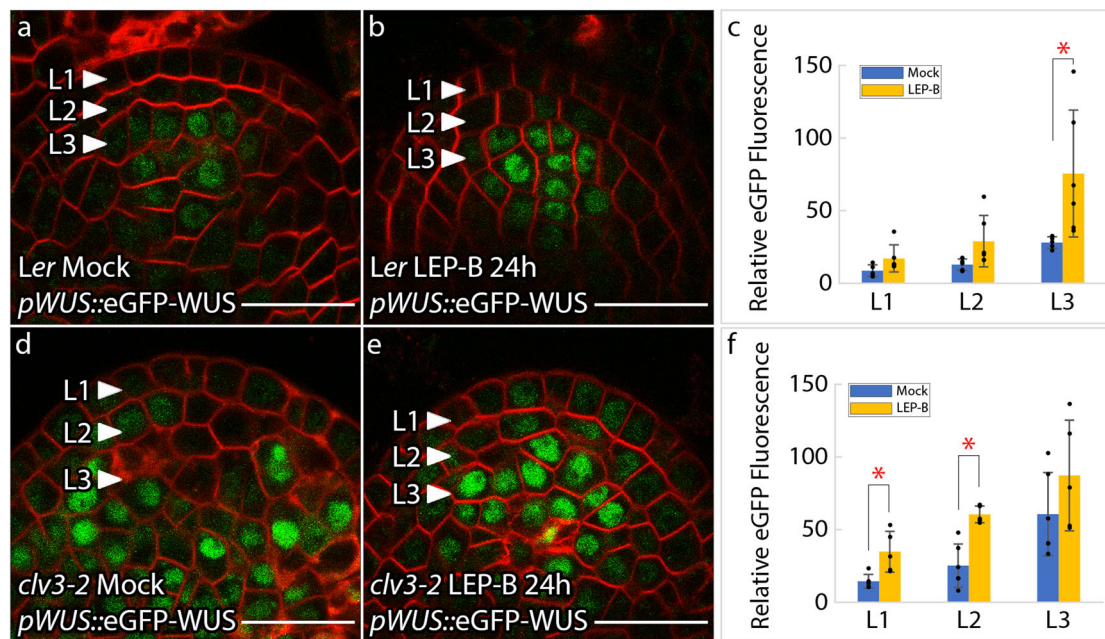 a
L1
L2
L3
Ler Mock
pWUS::eGFP-WUS
b
L1
L2
L3
Ler LEP-B 24h
pWUS::eGFP-WUS
c
Relative eGFP Fluorescence
150
100
50
0
Mock
LEP-B
*
L1 L2 L3
d
L1
L2
L3
clv3-2 Mock
pWUS::eGFP-WUS
e
L1
L2
L3
clv3-2 LEP-B 24h
pWUS::eGFP-WUS
f
Relative eGFP Fluorescence
150
100
50
0
Mock
LEP-B
*
*
L1 L2 L3